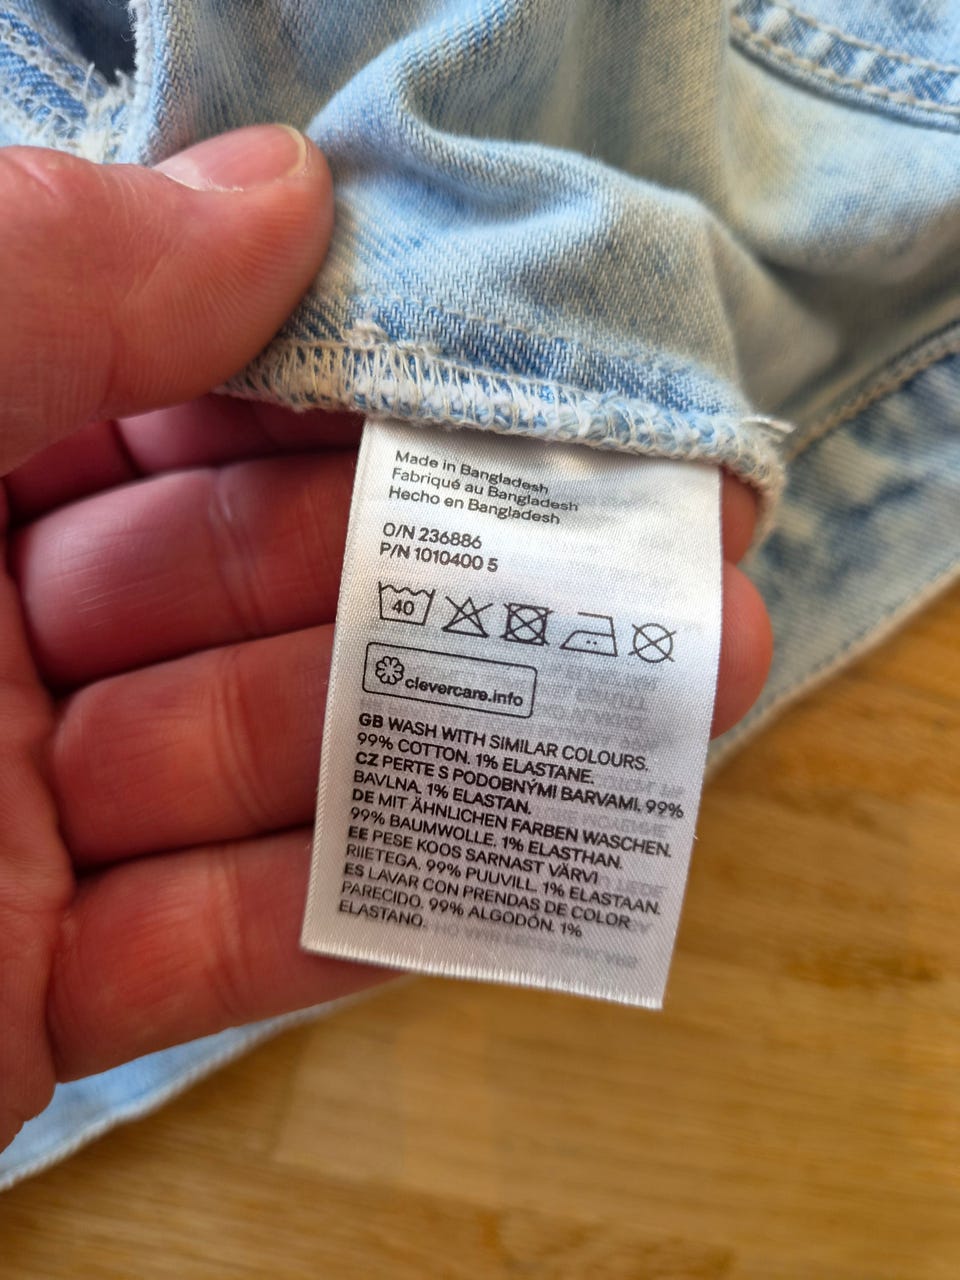 Made in Bangladesh
Fabriqué au Bangladesh
Hecho en Bangladesh
O/N 236886
P/N 1010400 5
40
clevercare.info
GB WASH WITH SIMILAR COLOURS.
99% COTTON. 1% ELASTANE.
CZ PERTE S PODOBNÝMI BARVAMI. 99%
BAVLNA. 1% ELASTAN.
DE MIT ÄHNLICHEN FARBEN WASCHEN.
99% BAUMWOLLE. 1% ELASTHAN.
EE PESE KOOS SARNAST VÄRVI
RIIETEGA. 99% PUUVILL. 1% ELASTAAN.
ES LAVAR CON PRENDAS DE COLOR
PARECIDO. 99% ALGODÓN. 1%
ELASTANO.